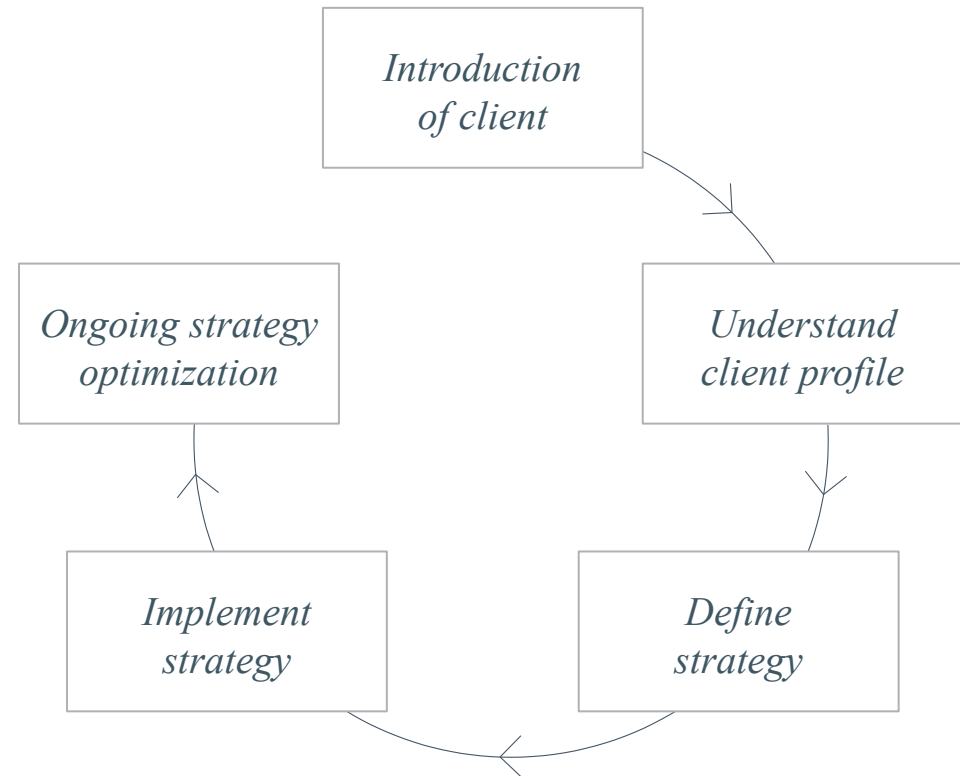 Introduction
of client
Understand
client profile
Define
strategy
Implement
strategy
Ongoing strategy
optimization